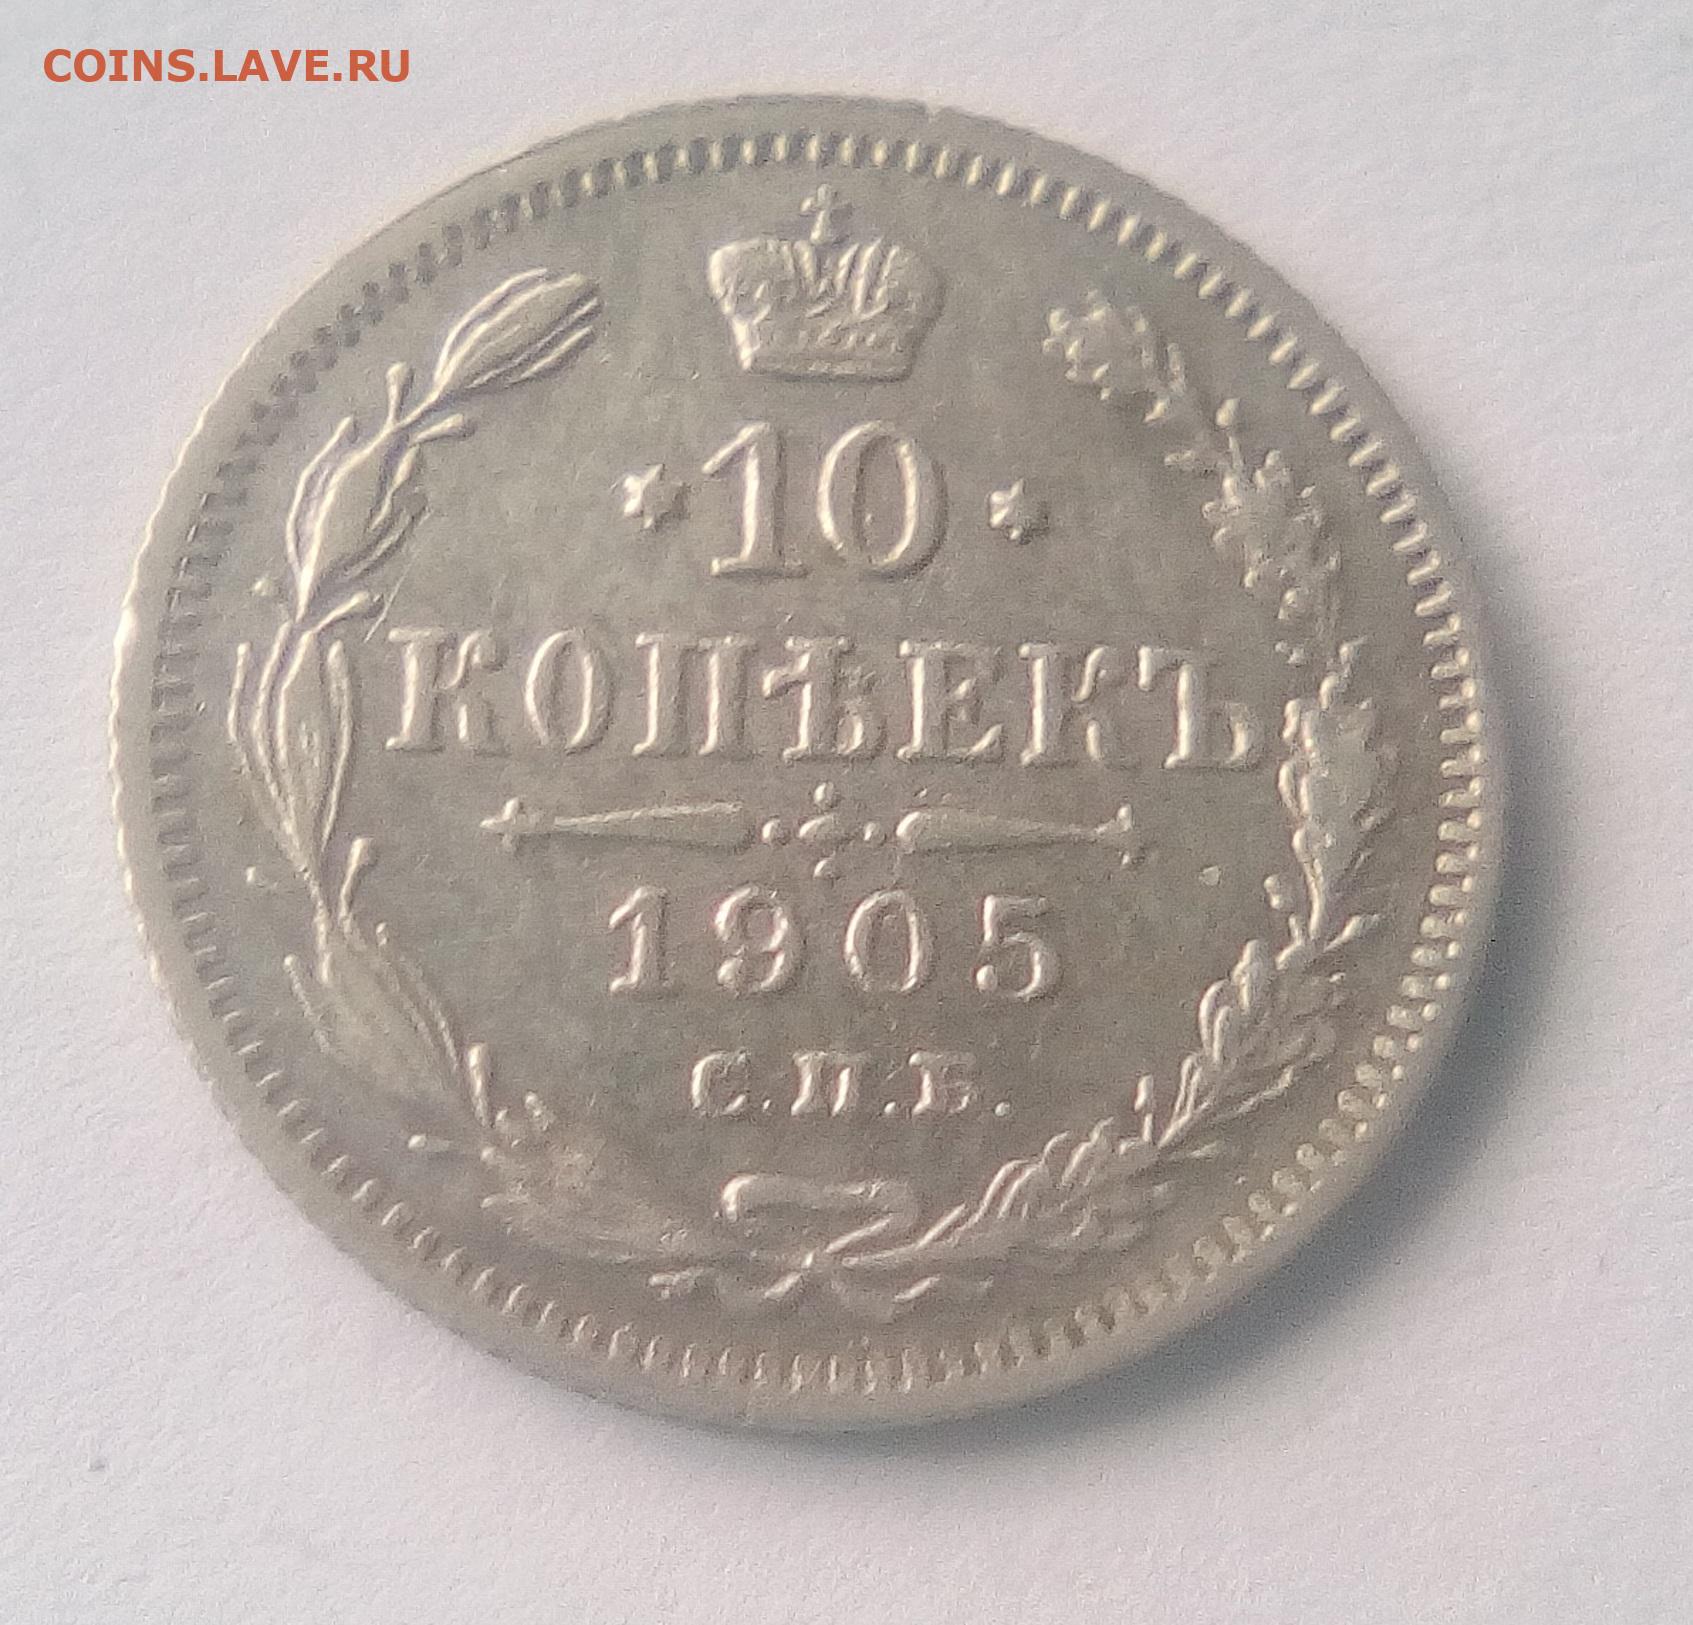 COINS.LAVE.RU
*10*
КОПѢЕКЪ
1905
С.П.Б.